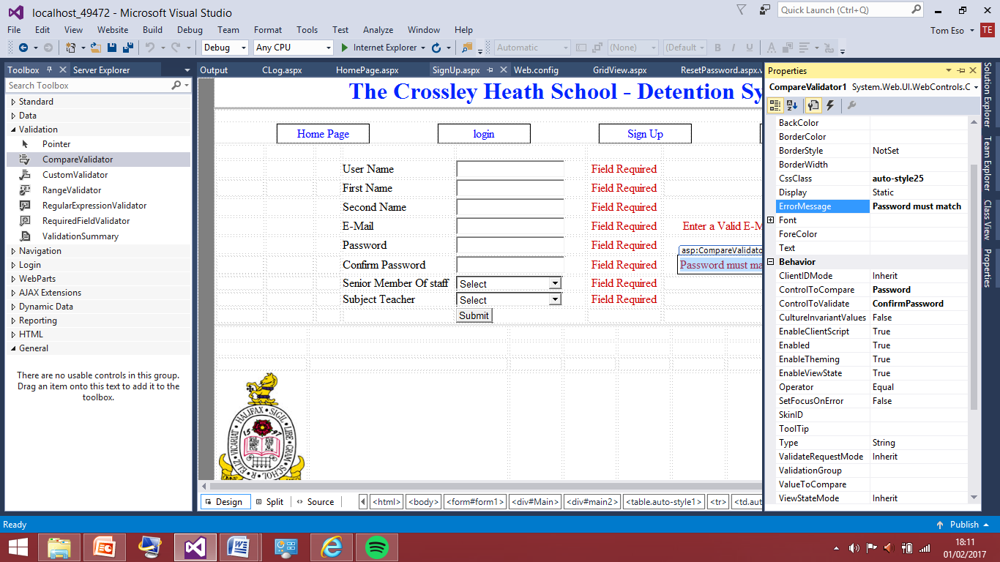 localhost_49472 - Microsoft Visual Studio
Quick Launch (Ctrl+Q)
File Edit View Website Build Debug Team Format Tools Test Analyze Window Help
Tom Eso TE
Debug Any CPU Internet Explorer Automatic (None) (Default B I U A
Toolbox Server Explorer
Search Toolbox
Standard
Data
Validation
Pointer
CompareValidator
CustomValidator
RangeValidator
RegularExpressionValidator
RequiredFieldValidator
ValidationSummary
Navigation
Login
WebParts
AJAX Extensions
Dynamic Data
Reporting
HTML
General
There are no usable controls in this group.
Drag an item onto this text to add it to the
toolbox.
Output CLog.aspx HomePage.aspx SignUp.aspx Web.config GridView.aspx ResetPassword.aspx.v
The Crossley Heath School - Detention Sy
Home Page login Sign Up
User Name Field Required
First Name Field Required
Second Name Field Required
E-Mail Field Required Enter a Valid E-M
Password Field Required
asp:CompareValidato
Confirm Password Field Required Password must ma
Senior Member Of staff Select Field Required
Subject Teacher Select Field Required
Submit
HALIFAX SIGIL LIBE GRAM SCHOL R ELIZ VICARIAT
15 97
Design Split Source <html> <body> <form#form1> <div#Main> <div#main2> <table.auto-style1> <tr> <td.aut
Properties
CompareValidator1 System.Web.UI.WebControls.C
BackColor
BorderColor
BorderStyle NotSet
BorderWidth
CssClass auto-style25
Display Static
ErrorMessage Password must match
Font
ForeColor
Text
Behavior
ClientIDMode Inherit
ControlToCompare Password
ControlToValidate ConfirmPassword
CultureInvariantValues False
EnableClientScript True
Enabled True
EnableTheming True
EnableViewState True
Operator Equal
SetFocusOnError False
SkinID
ToolTip
Type String
ValidateRequestMode Inherit
ValidationGroup
ValueToCompare
ViewStateMode Inherit
Solution Explorer
Team Explorer
Class View
Properties
Ready
Publish
18:11
01/02/2017